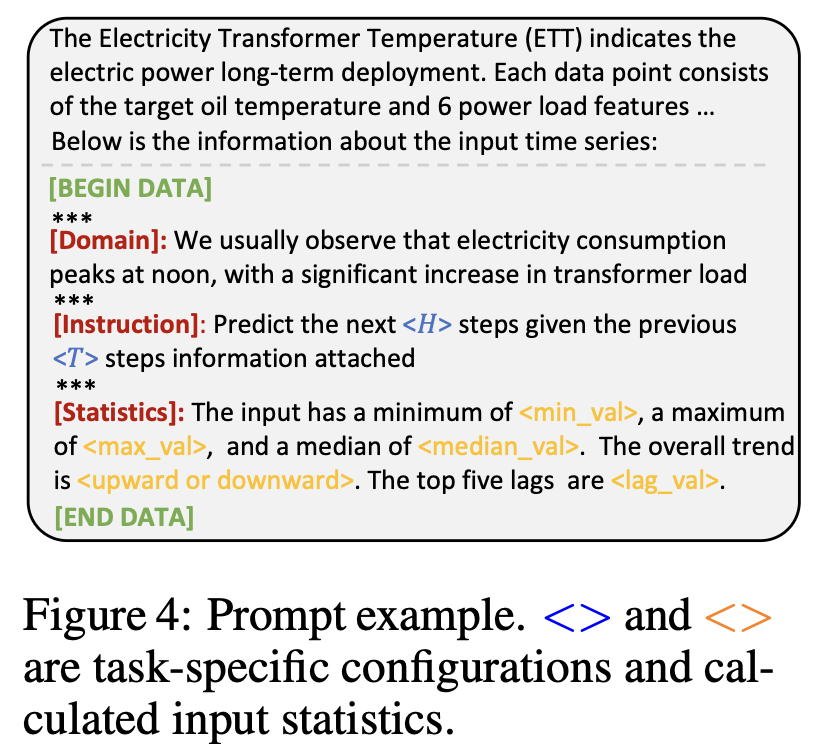 The Electricity Transformer Temperature (ETT) indicates the
electric power long-term deployment. Each data point consists
of the target oil temperature and 6 power load features ...
Below is the information about the input time series:
[BEGIN DATA]
***
[Domain]: We usually observe that electricity consumption
peaks at noon, with a significant increase in transformer load
***
[Instruction]: Predict the next <H> steps given the previous
<T> steps information attached
***
[Statistics]: The input has a minimum of <min_val>, a maximum
of <max_val>, and a median of <median_val>. The overall trend
is <upward or downward>. The top five lags are <lag_val>.
[END DATA]
Figure 4: Prompt example. <> and <>
are task-specific configurations and cal-
culated input statistics.